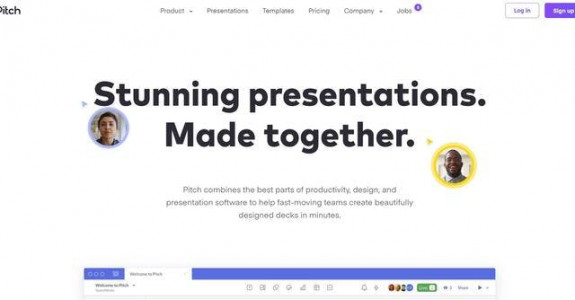 Pitch
Product Presentations Templates Pricing Company Jobs
Log in
Sign up
Stunning presentations.
Made together.
Pitch combines the best parts of productivity, design, and
presentation software to help fast-moving teams create beautifully
designed decks in minutes.
Welcome to Pitch
Welcome to Pitch
Live
Share